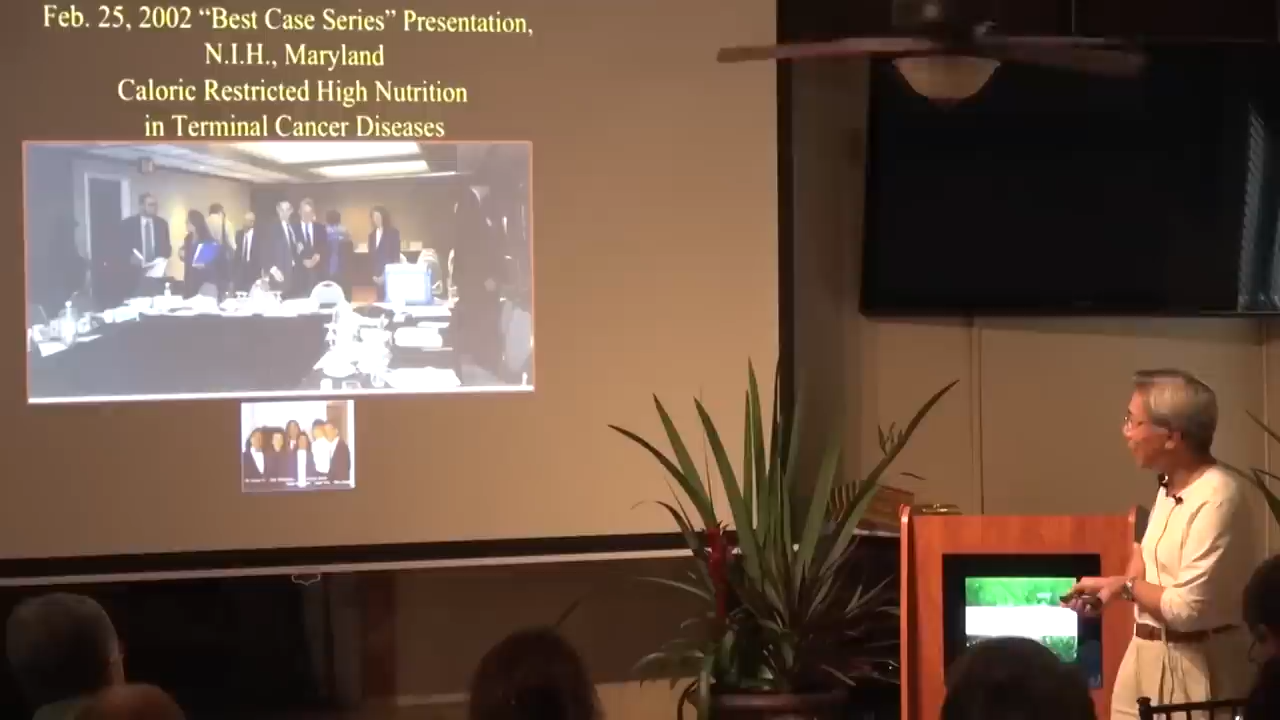 Feb. 25, 2002 “Best Case Series” Presentation,
N.I.H., Maryland
Caloric Restricted High Nutrition
in Terminal Cancer Diseases